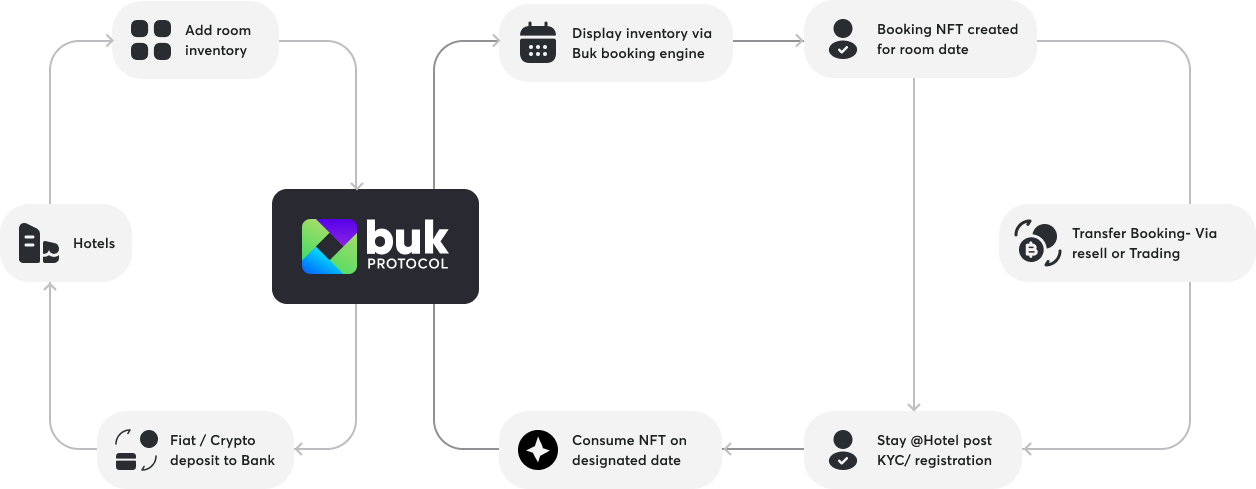 Add room
inventory
Display inventory via
Buk booking engine
Booking NFT created
for room date
Hotels
buk
PROTOCOL
Transfer Booking- Via
resell or Trading
Fiat / Crypto
deposit to Bank
Consume NFT on
designated date
Stay @Hotel post
KYC/ registration